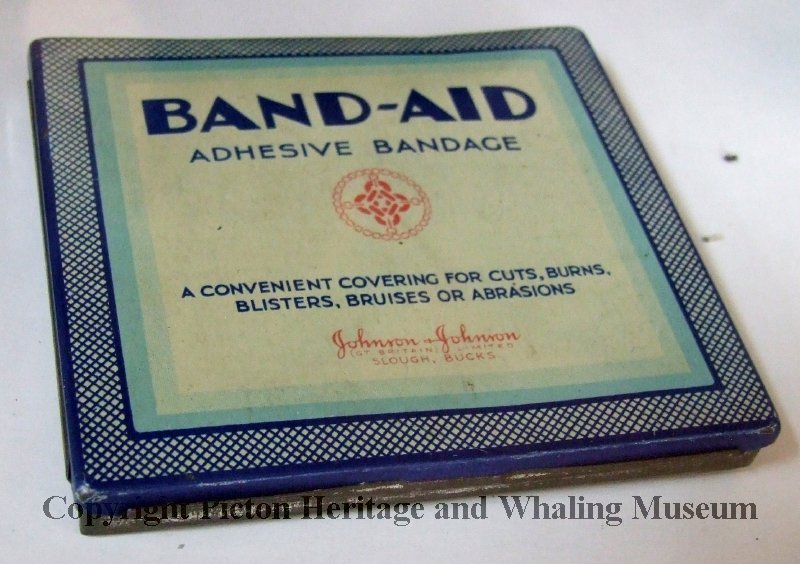 BAND-AID
ADHESIVE BANDAGE
A CONVENIENT COVERING FOR CUTS, BURNS,
BLISTERS, BRUISES OR ABRASIONS
Johnson + Johnson
(GT BRITAIN) LIMITED
SLOUGH, BUCKS.
Copyright Picton Heritage and Whaling Museum